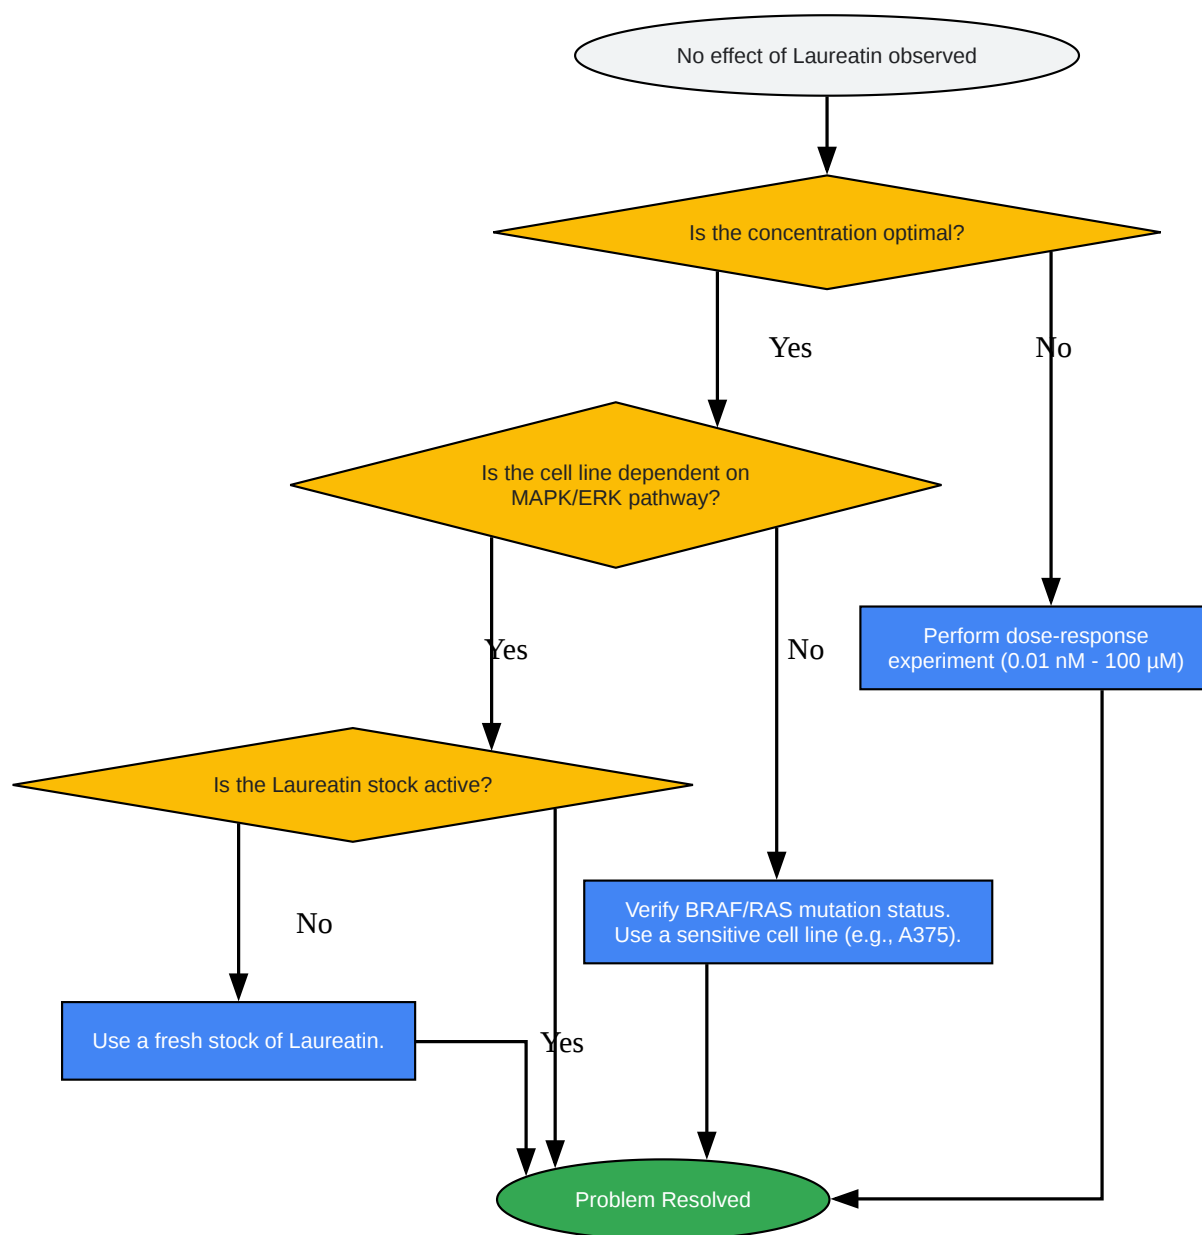 No effect of Laureatin observed
Is the concentration optimal?
Yes
No
Is the cell line dependent on
MAPK/ERK pathway?
Yes
No
Perform dose-response
experiment (0.01 nM - 100 µM)
Is the Laureatin stock active?
No
Verify BRAF/RAS mutation status.
Use a sensitive cell line (e.g., A375).
Use a fresh stock of Laureatin.
Yes
Problem Resolved